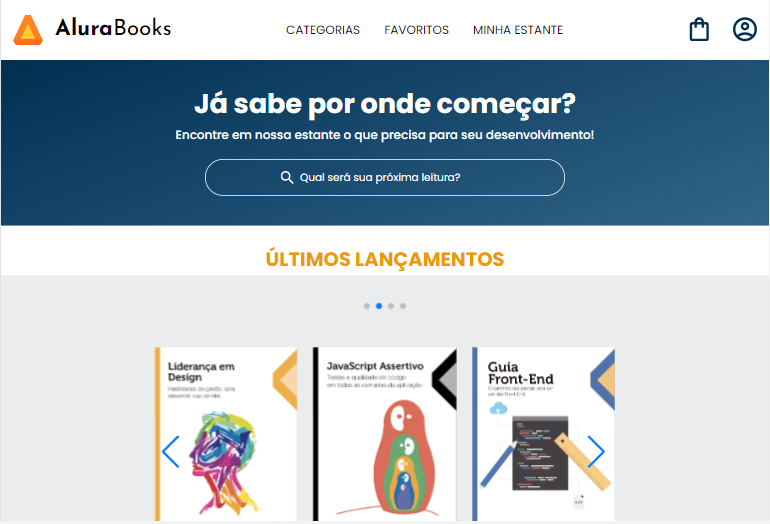 AluraBooks
CATEGORIAS FAVORITOS MINHA ESTANTE
Já sabe por onde começar?
Encontre em nossa estante o que precisa para seu desenvolvimento!
Qual será sua próxima leitura?
ÚLTIMOS LANÇAMENTOS
Liderança em
Design
Habilidades de gestão para
alavancar sua carreira
JavaScript Assertivo
Testes e qualidade de código
em todas as camadas da aplicação
Guia
Front-End
O caminho das pedras para ser
um dev Front-End